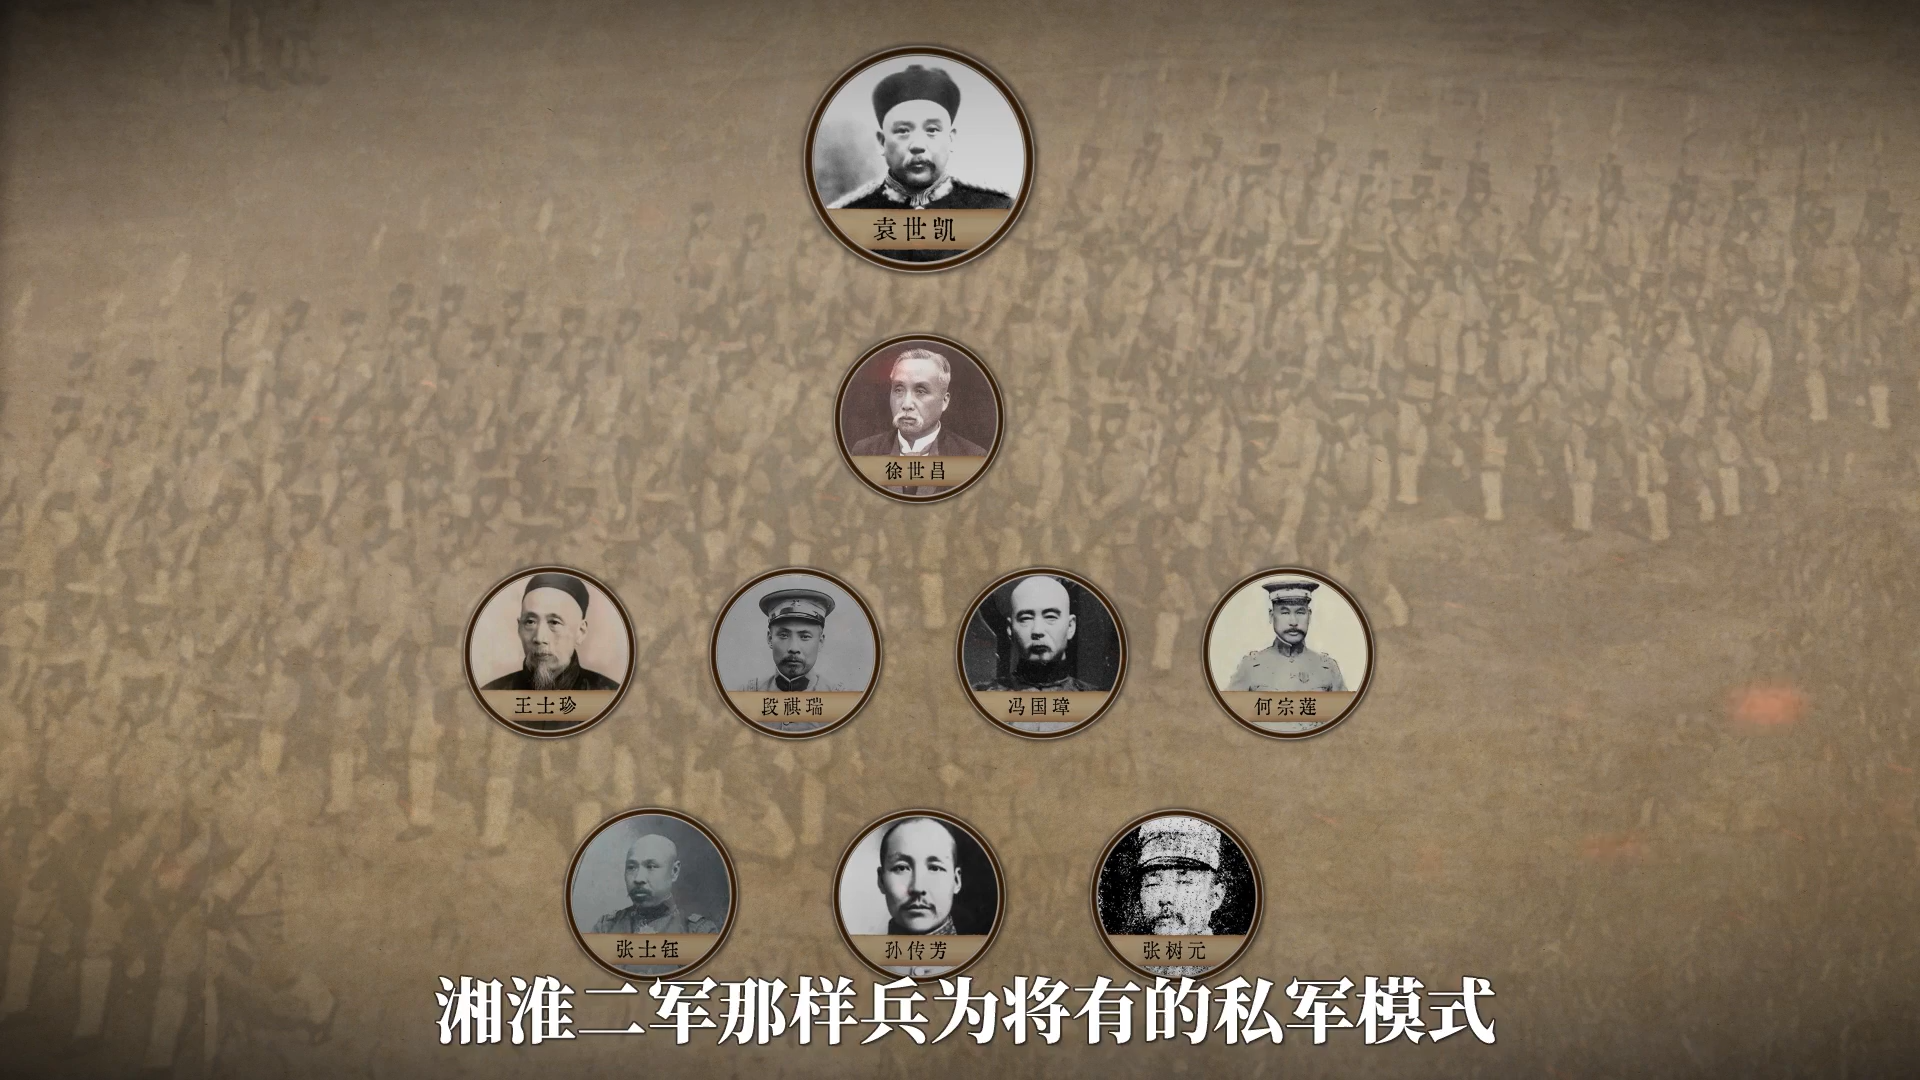 袁世凯
徐世昌
王士珍
段祺瑞
冯国璋
何宗莲
张士钰
孙传芳
张树元
湘淮二军那样兵为将有的私军模式